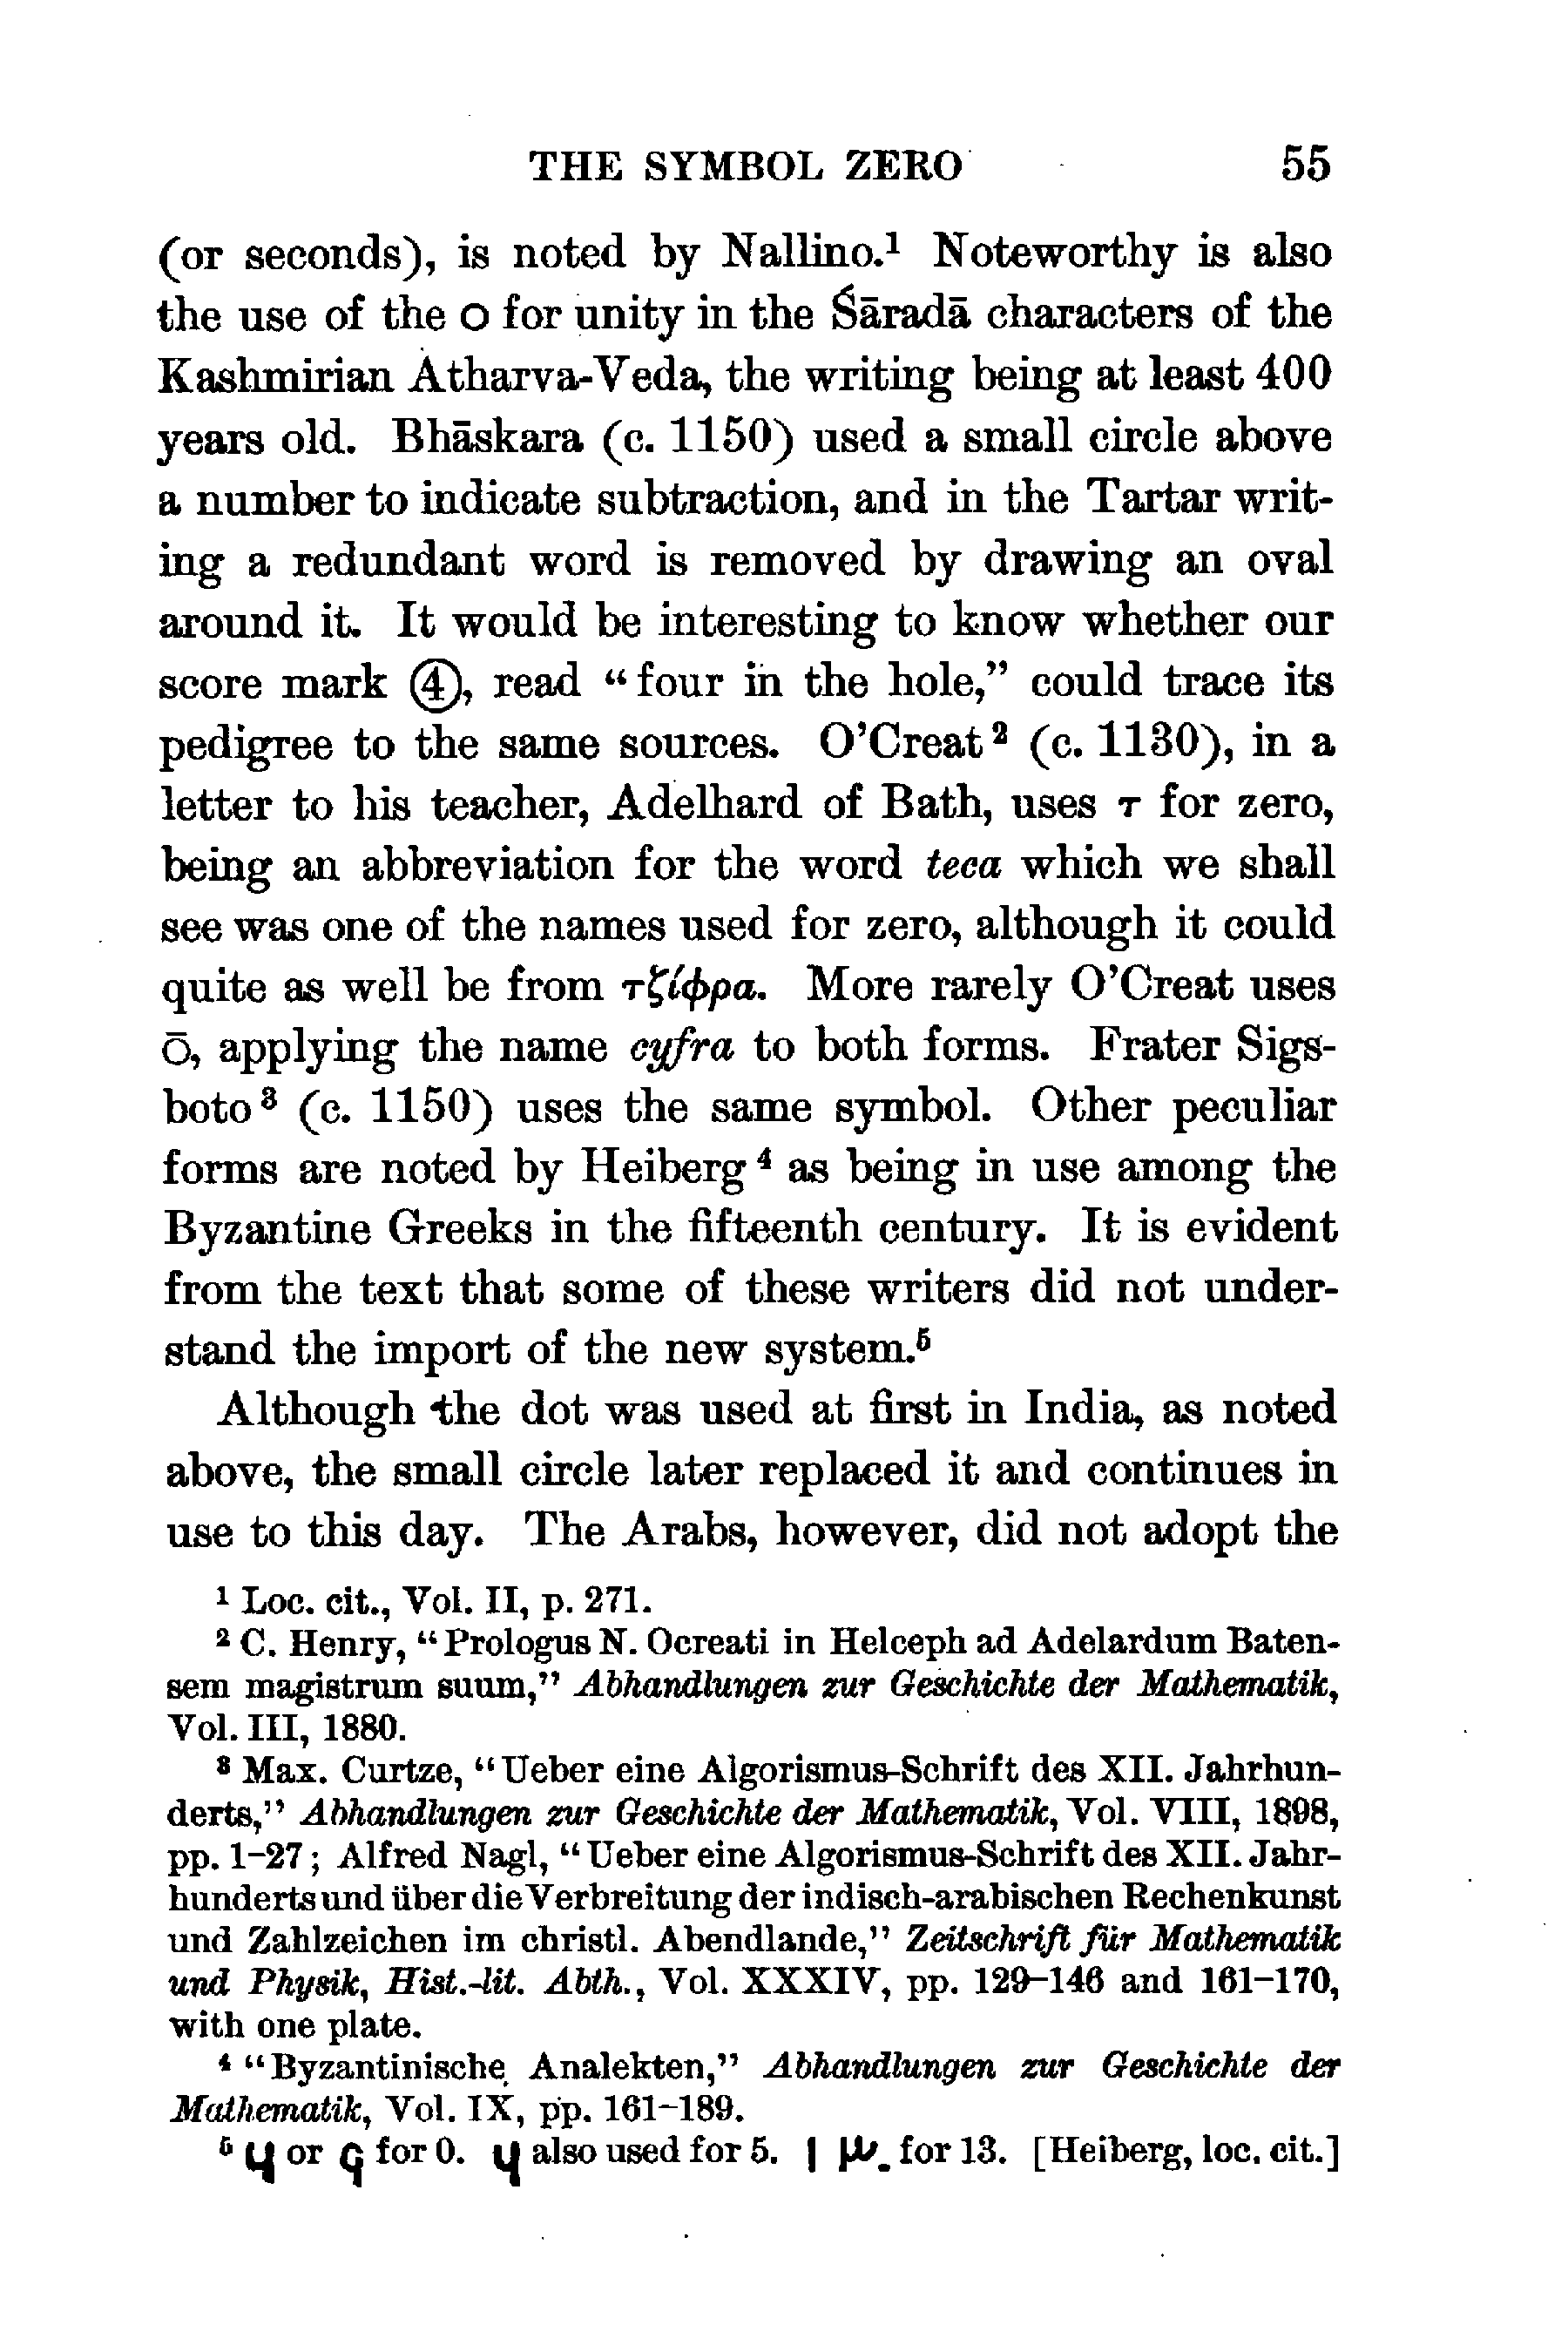 THE SYMBOL ZERO 55
(or seconds), is noted by Nallino.¹ Noteworthy is also
the use of the o for unity in the Śāradā characters of the
Kashmirian Atharva-Veda, the writing being at least 400
years old. Bhāskara (c. 1150) used a small circle above
a number to indicate subtraction, and in the Tartar writ-
ing a redundant word is removed by drawing an oval
around it. It would be interesting to know whether our
score mark ④, read “four in the hole,” could trace its
pedigree to the same sources. O’Creat² (c. 1130), in a
letter to his teacher, Adelhard of Bath, uses τ for zero,
being an abbreviation for the word teca which we shall
see was one of the names used for zero, although it could
quite as well be from τζίφρα. More rarely O’Creat uses
ō, applying the name cyfra to both forms. Frater Sigs-
boto³ (c. 1150) uses the same symbol. Other peculiar
forms are noted by Heiberg⁴ as being in use among the
Byzantine Greeks in the fifteenth century. It is evident
from the text that some of these writers did not under-
stand the import of the new system.⁵
Although the dot was used at first in India, as noted
above, the small circle later replaced it and continues in
use to this day. The Arabs, however, did not adopt the
¹ Loc. cit., Vol. II, p. 271.
² C. Henry, “Prologus N. Ocreati in Helceph ad Adelardum Baten-
sem magistrum suum,” Abhandlungen zur Geschichte der Mathematik,
Vol. III, 1880.
³ Max. Curtze, “Ueber eine Algorismus-Schrift des XII. Jahrhun-
derts,” Abhandlungen zur Geschichte der Mathematik, Vol. VIII, 1898,
pp. 1–27; Alfred Nagl, “Ueber eine Algorismus-Schrift des XII. Jahr-
hunderts und über die Verbreitung der indisch-arabischen Rechenkunst
und Zahlzeichen im christl. Abendlande,” Zeitschrift für Mathematik
und Physik, Hist.-lit. Abth., Vol. XXXIV, pp. 129–146 and 161–170,
with one plate.
⁴ “Byzantinische Analekten,” Abhandlungen zur Geschichte der
Mathematik, Vol. IX, pp. 161–189.
⁵ or for 0. also used for 5. for 13. [Heiberg, loc. cit.]